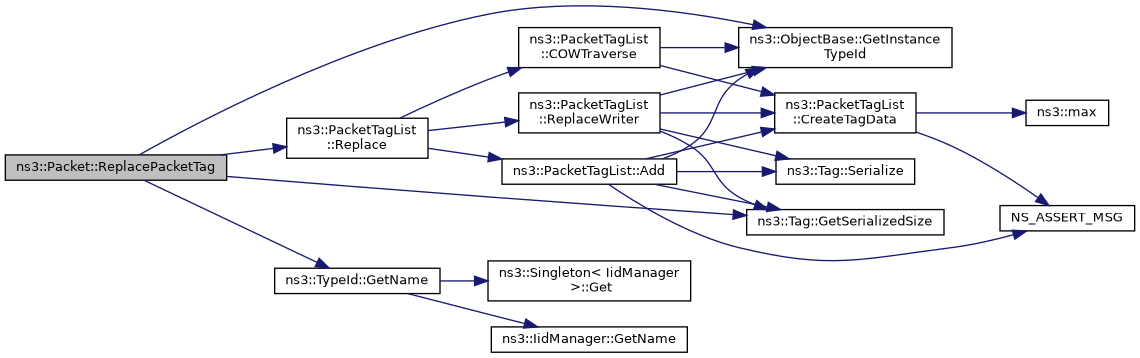 ns3::Packet::ReplacePacketTag
ns3::PacketTagList
::Replace
ns3::TypeId::GetName
ns3::PacketTagList
::COWTraverse
ns3::PacketTagList
::ReplaceWriter
ns3::PacketTagList::Add
ns3::Singleton< IidManager
>::Get
ns3::IidManager::GetName
ns3::ObjectBase::GetInstance
TypeId
ns3::PacketTagList
::CreateTagData
ns3::Tag::Serialize
ns3::Tag::GetSerializedSize
ns3::max
NS_ASSERT_MSG